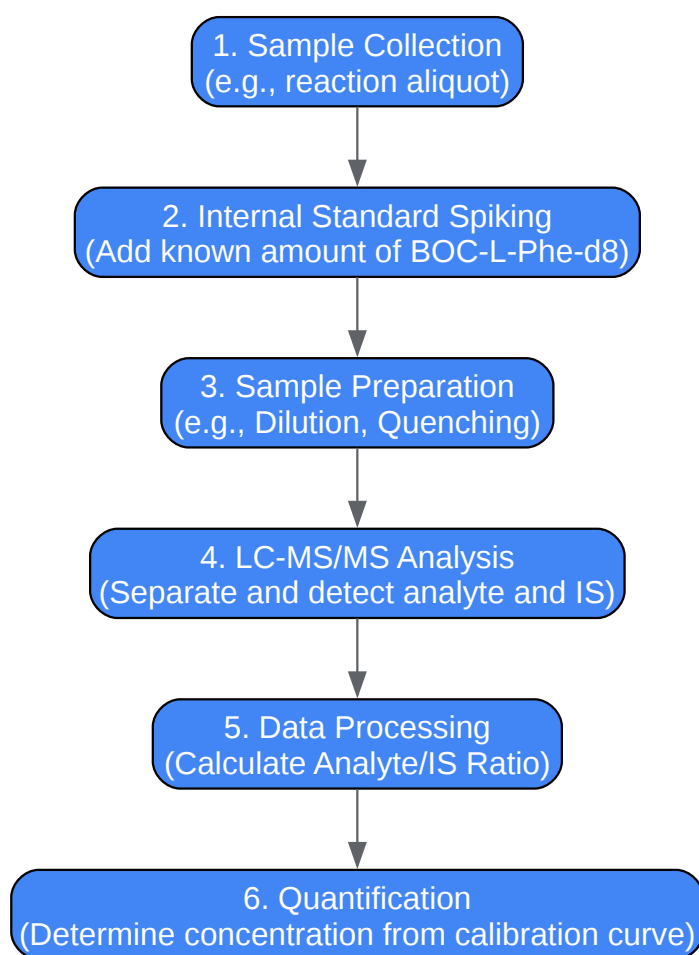 1. Sample Collection
(e.g., reaction aliquot)
2. Internal Standard Spiking
(Add known amount of BOC-L-Phe-d8)
3. Sample Preparation
(e.g., Dilution, Quenching)
4. LC-MS/MS Analysis
(Separate and detect analyte and IS)
5. Data Processing
(Calculate Analyte/IS Ratio)
6. Quantification
(Determine concentration from calibration curve)